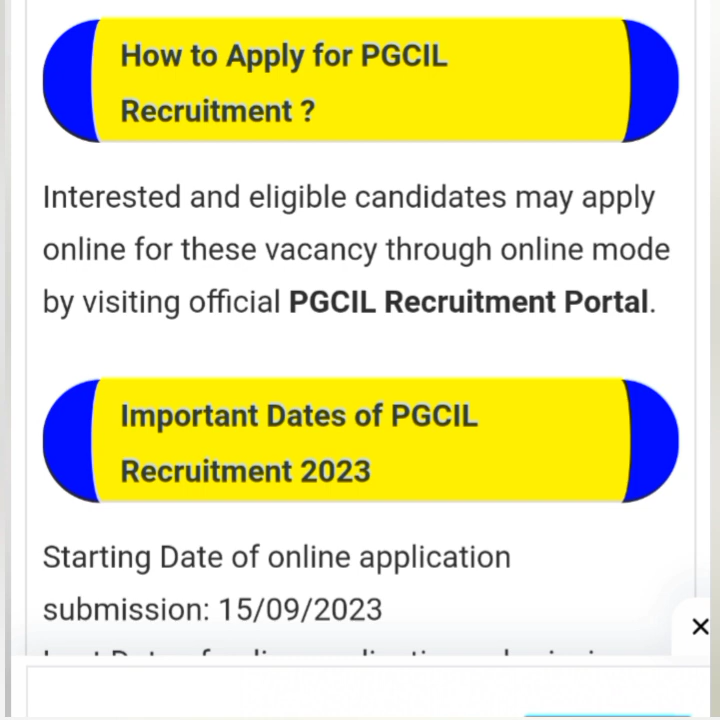 How to Apply for PGCIL
Recruitment ?
Interested and eligible candidates may apply
online for these vacancy through online mode
by visiting official PGCIL Recruitment Portal.
Important Dates of PGCIL
Recruitment 2023
Starting Date of online application
submission: 15/09/2023